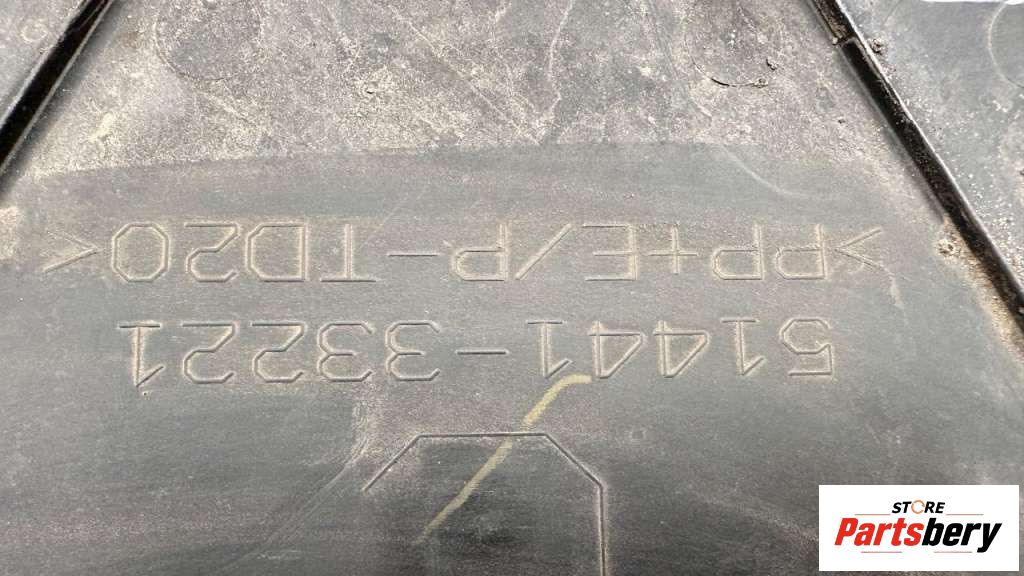 51441-33221
>PP+E/P-TD20<
STORE
Partsbery